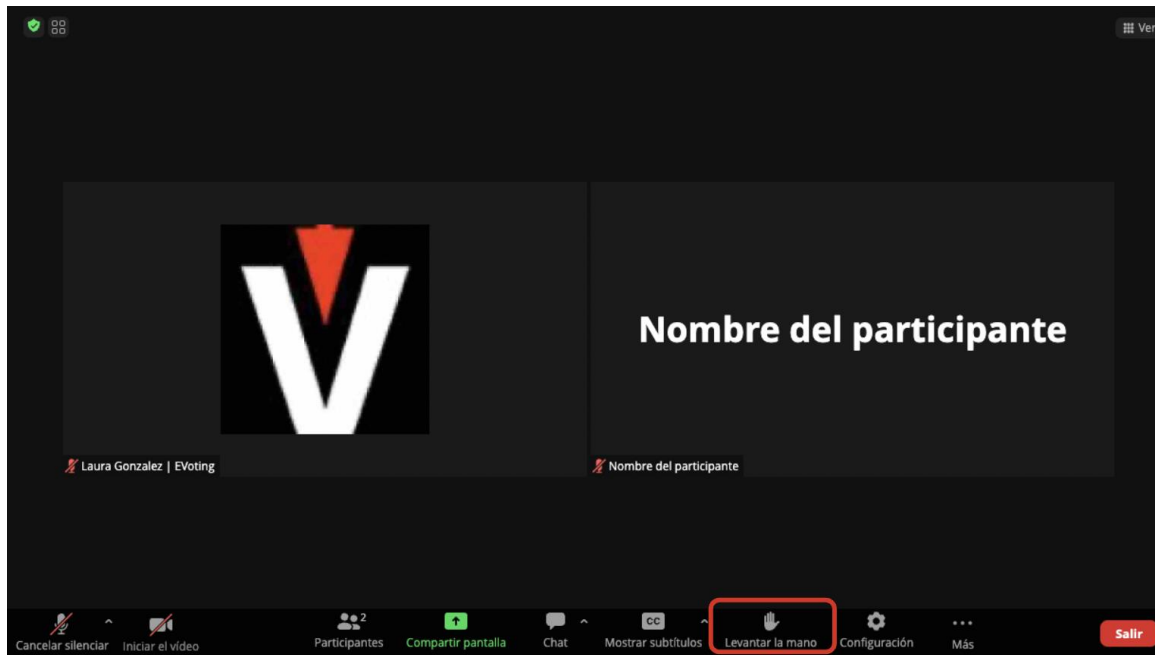 Ver
V
Nombre del participante
Laura Gonzalez | EVoting
Nombre del participante
2
CC
Cancelar silenciar
Iniciar el vídeo
Participantes
Compartir pantalla
Chat
Mostrar subtítulos
Levantar la mano
Configuración
Más
Salir